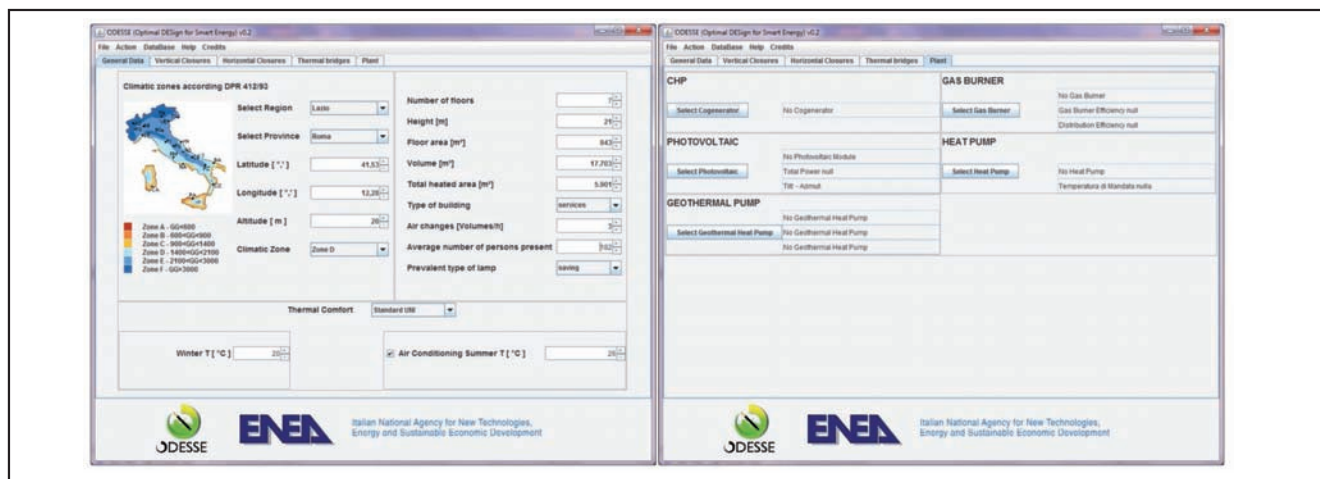 ODESSE (Optimal DESign for Smart Energy) v0.2
File Action DataBase Help Credits
General Data Vertical Closures Horizontal Closures Thermal bridges Plant
Climatic zones according DPR 412/93
Select Region Lazio
Select Province Roma
Latitude [ °,' ] 41,53
Longitude [ °,' ] 12,28
Altitude [ m ] 20
Climatic Zone Zone D
Zone A - GG<600
Zone B - 600<GG<900
Zone C - 900<GG<1400
Zone D - 1400<GG<2100
Zone E - 2100<GG<3000
Zone F - GG>3000
Number of floors 7
Height [m] 21
Floor area [m²] 843
Volume [m³] 17.703
Total heated area [m²] 5.901
Type of building services
Air changes [Volumes/h] 3
Average number of persons present 102
Prevalent type of lamp saving
Thermal Comfort Standard UNI
Winter T [ °C ] 20
Air Conditioning Summer T [ °C ] 26
ODESSE
ENEA
Italian National Agency for New Technologies,
Energy and Sustainable Economic Development
ODESSE (Optimal DESign for Smart Energy) v0.2
File Action DataBase Help Credits
General Data Vertical Closures Horizontal Closures Thermal bridges Plant
CHP
Select Cogenerator No Cogenerator
GAS BURNER
No Gas Burner
Select Gas Burner Gas Burner Efficiency null
Distribution Efficiency null
PHOTOVOLTAIC
No Photovoltaic Module
Select Photovoltaic Total Power null
Tilt - Azimuti
HEAT PUMP
Select Heat Pump No Heat Pump
Temperatura di Mandata nulla
GEOTHERMAL PUMP
No Geothermal Heat Pump
Select Geothermal Heat Pump No Geothermal Heat Pump
No Geothermal Heat Pump
ODESSE
ENEA
Italian National Agency for New Technologies,
Energy and Sustainable Economic Development